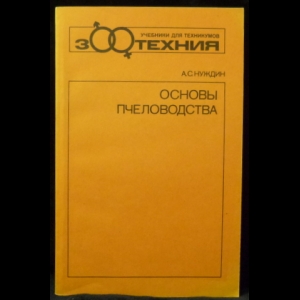 УЧЕБНИКИ ДЛЯ ТЕХНИКУМОВ
ЗООТЕХНИЯ
А.С. НУЖДИН
ОСНОВЫ
ПЧЕЛОВОДСТВА